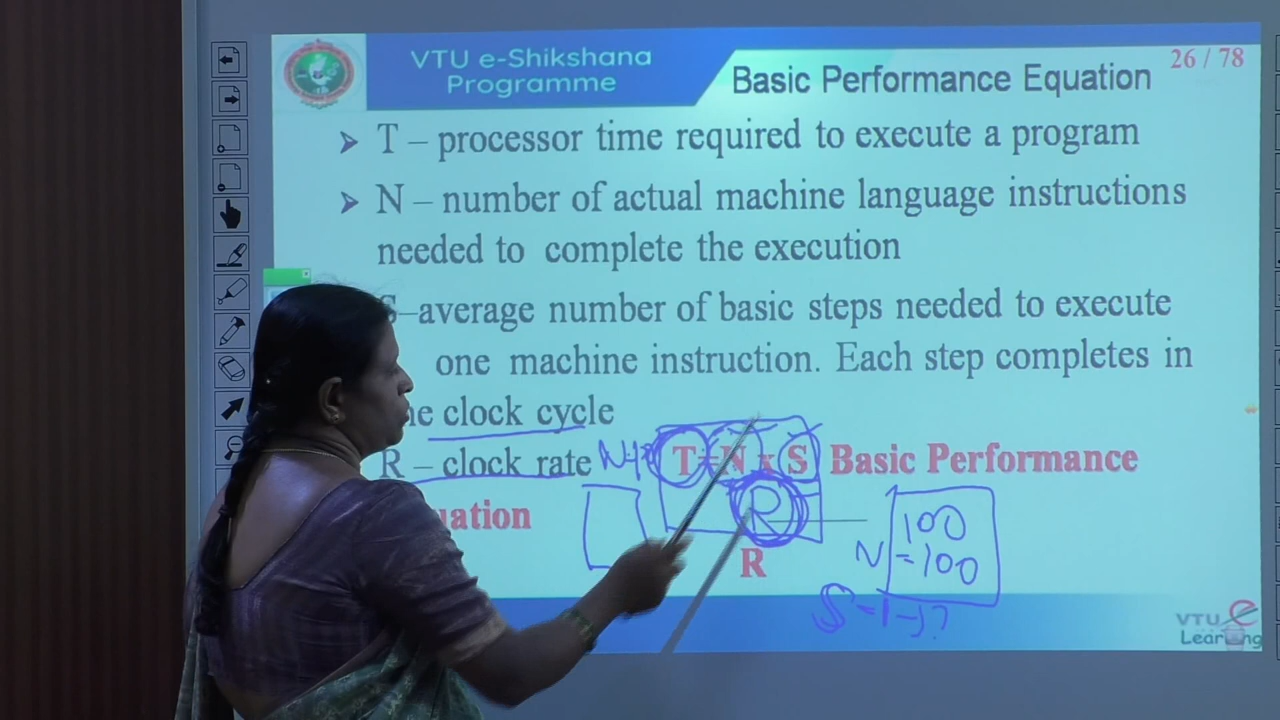 VTU e-Shikshana
Programme
Basic Performance Equation
26 / 78
➢ T – processor time required to execute a program
➢ N – number of actual machine language instructions
needed to complete the execution
S–average number of basic steps needed to execute
one machine instruction. Each step completes in
clock cycle
R – clock rate
T=N x S Basic Performance
R
R
100
N = 100
S
VTU e
Learning